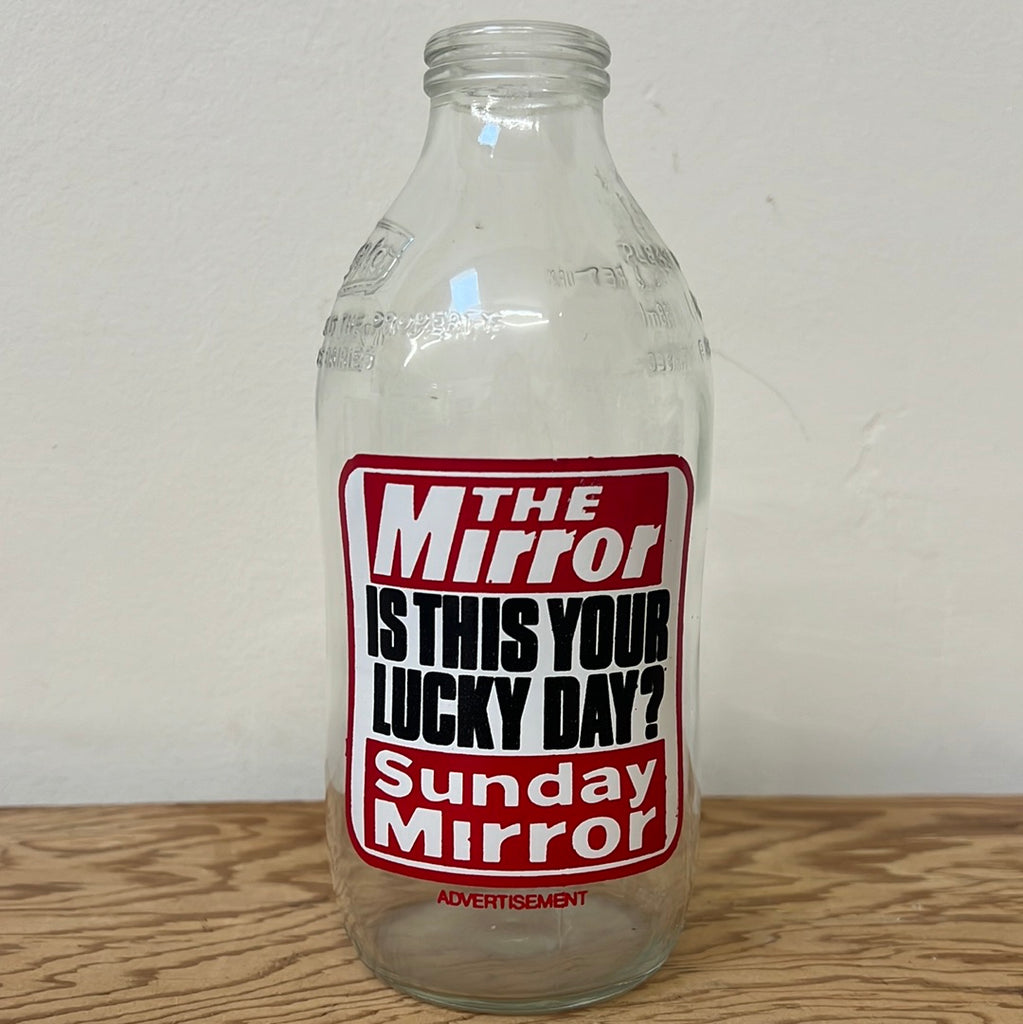 THE
Mirror
IS THIS YOUR
LUCKY DAY?
Sunday
Mirror
ADVERTISEMENT